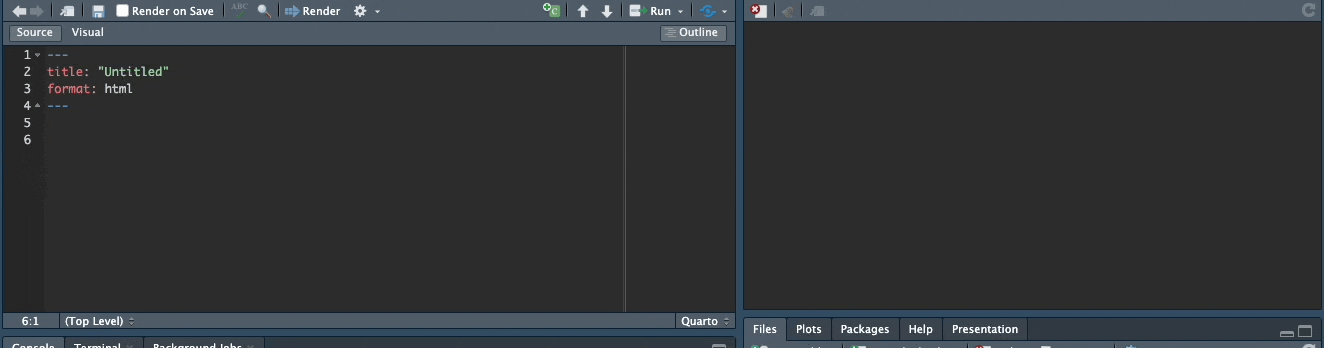 Render on Save ABC Render Run
Source Visual Outline
1 ---
2 title: "Untitled"
3 format: html
4 ---
5
6
6:1 (Top Level) Quarto
Files Plots Packages Help Presentation
Console Terminal Background Jobs